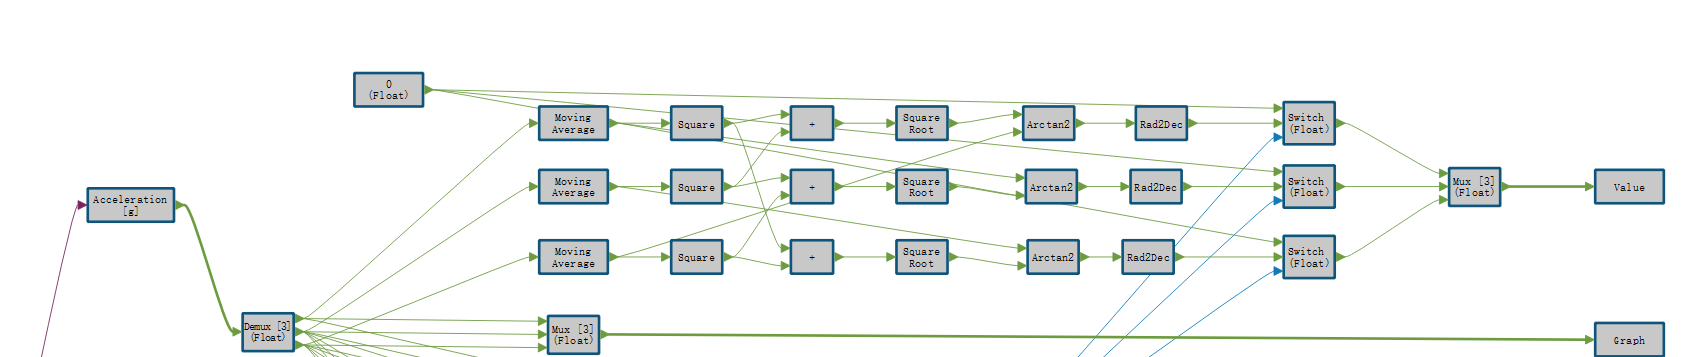 0
(Float)
Moving
Average
Square
+
Square
Root
Arctan2
Rad2Dec
Switch
(Float)
Moving
Average
Square
+
Square
Root
Arctan2
Rad2Dec
Switch
(Float)
Mux [3]
(Float)
Value
Acceleration
[g]
Moving
Average
Square
+
Square
Root
Arctan2
Rad2Dec
Switch
(Float)
Demux [3]
(Float)
Mux [3]
(Float)
Graph